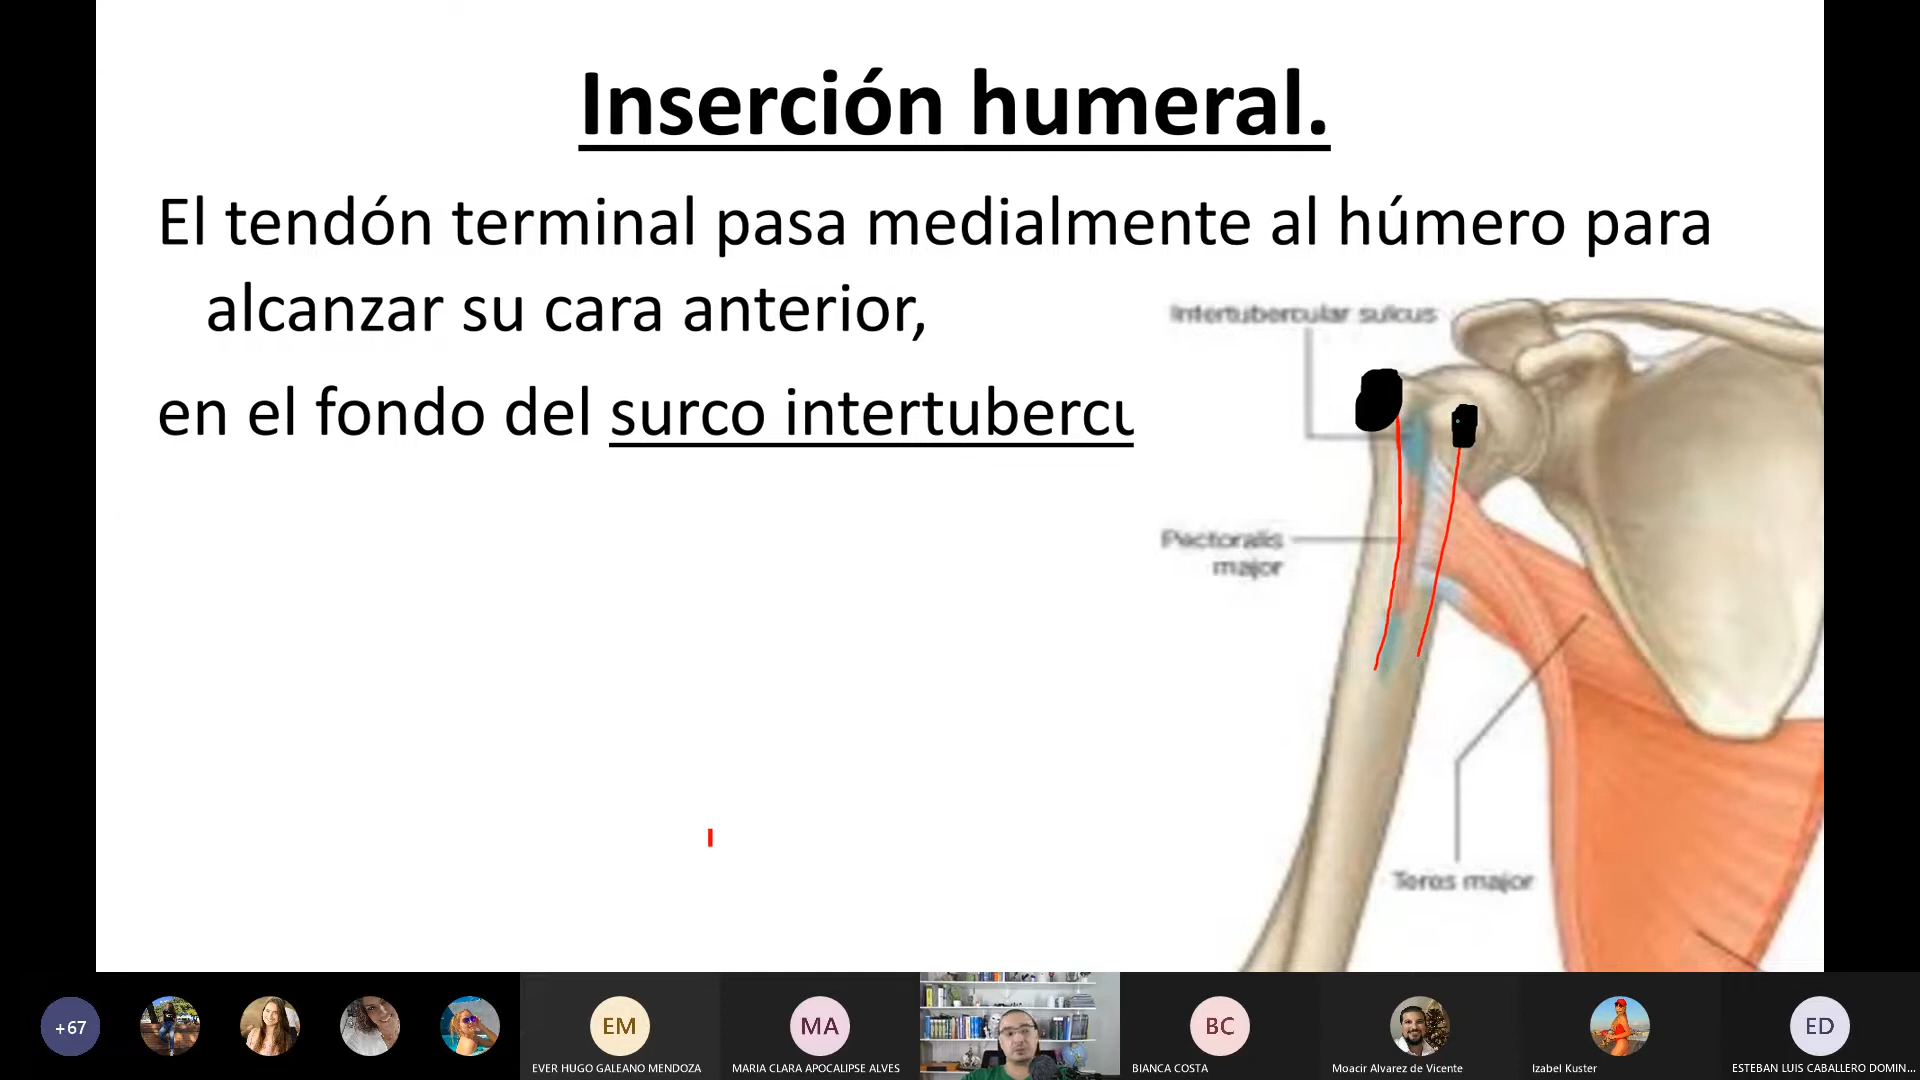 Inserción humeral.
El tendón terminal pasa medialmente al húmero para
alcanzar su cara anterior,
en el fondo del surco intertubercu
Intertubercular sulcus
Pectoralis
major
Teres major
+67
EM
MA
BC
ED
EVER HUGO GALEANO MENDOZA
MARIA CLARA APOCALIPSE ALVES
BIANCA COSTA
Moacir Alvarez de Vicente
Izabel Kuster
ESTEBAN LUIS CABALLERO DOMIN...